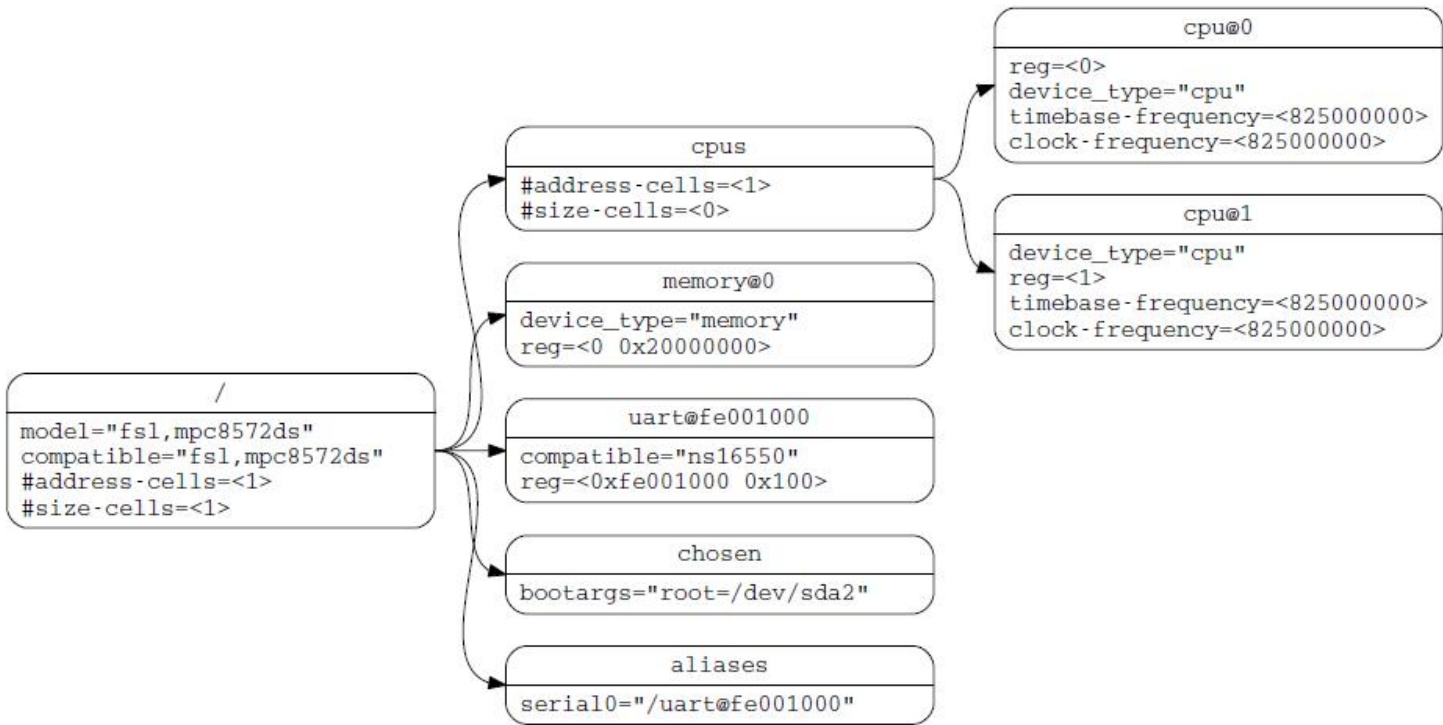 /
model="fsl,mpc8572ds"
compatible="fsl,mpc8572ds"
#address-cells=<1>
#size-cells=<1>
cpus
#address-cells=<1>
#size-cells=<0>
memory@0
device_type="memory"
reg=<0 0x20000000>
uart@fe001000
compatible="ns16550"
reg=<0xfe001000 0x100>
chosen
bootargs="root=/dev/sda2"
aliases
serial0="/uart@fe001000"
cpu@0
reg=<0>
device_type="cpu"
timebase-frequency=<825000000>
clock-frequency=<825000000>
cpu@1
device_type="cpu"
reg=<1>
timebase-frequency=<825000000>
clock-frequency=<825000000>